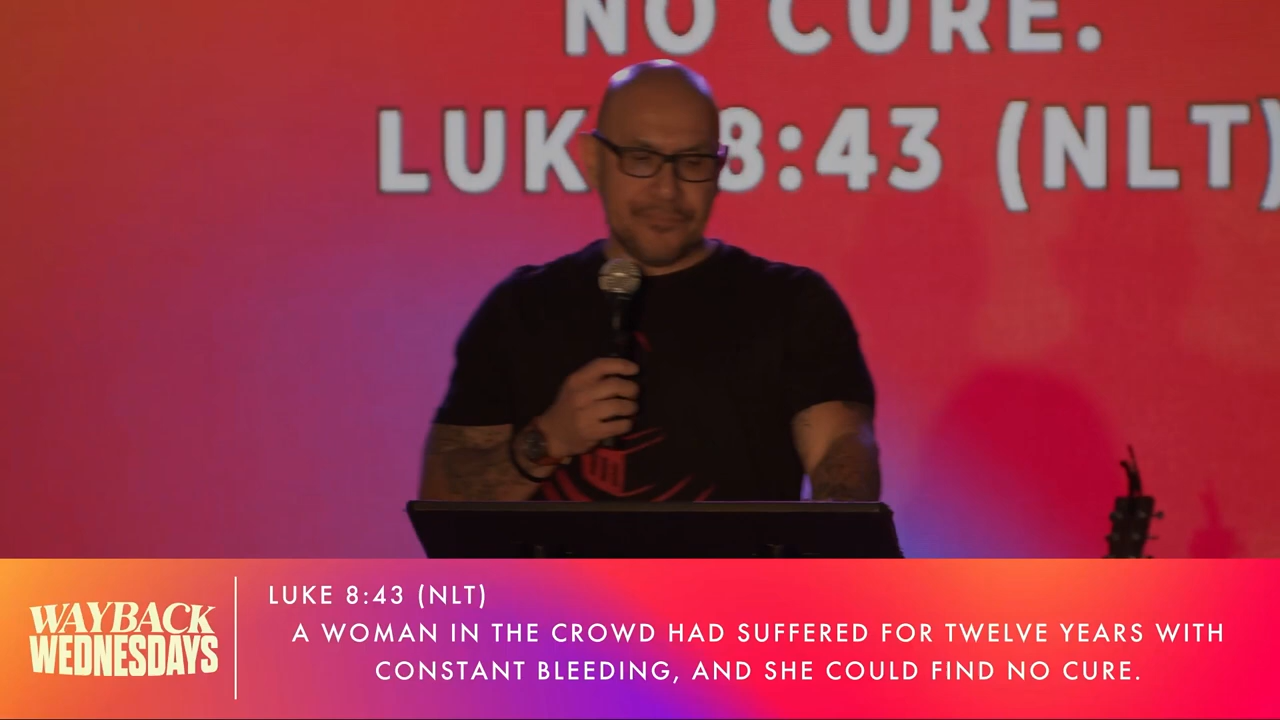 NO CURE.
LUKE 8:43 (NLT)
WAYBACK
WEDNESDAYS
LUKE 8:43 (NLT)
A WOMAN IN THE CROWD HAD SUFFERED FOR TWELVE YEARS WITH
CONSTANT BLEEDING, AND SHE COULD FIND NO CURE.